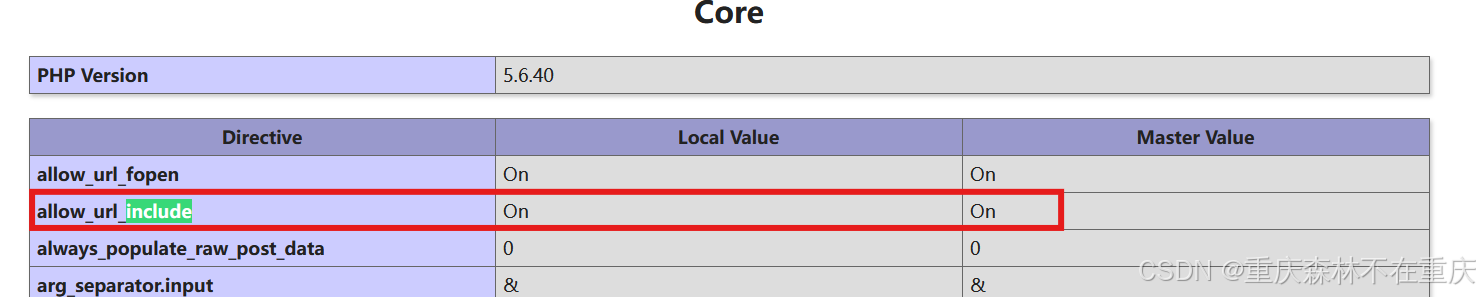 Core
PHP Version 5.6.40
Directive Local Value Master Value
allow_url_fopen On On
allow_url_include On On
always_populate_raw_post_data 0 0
arg_separator.input & &
CSDN @重庆森林不在重庆